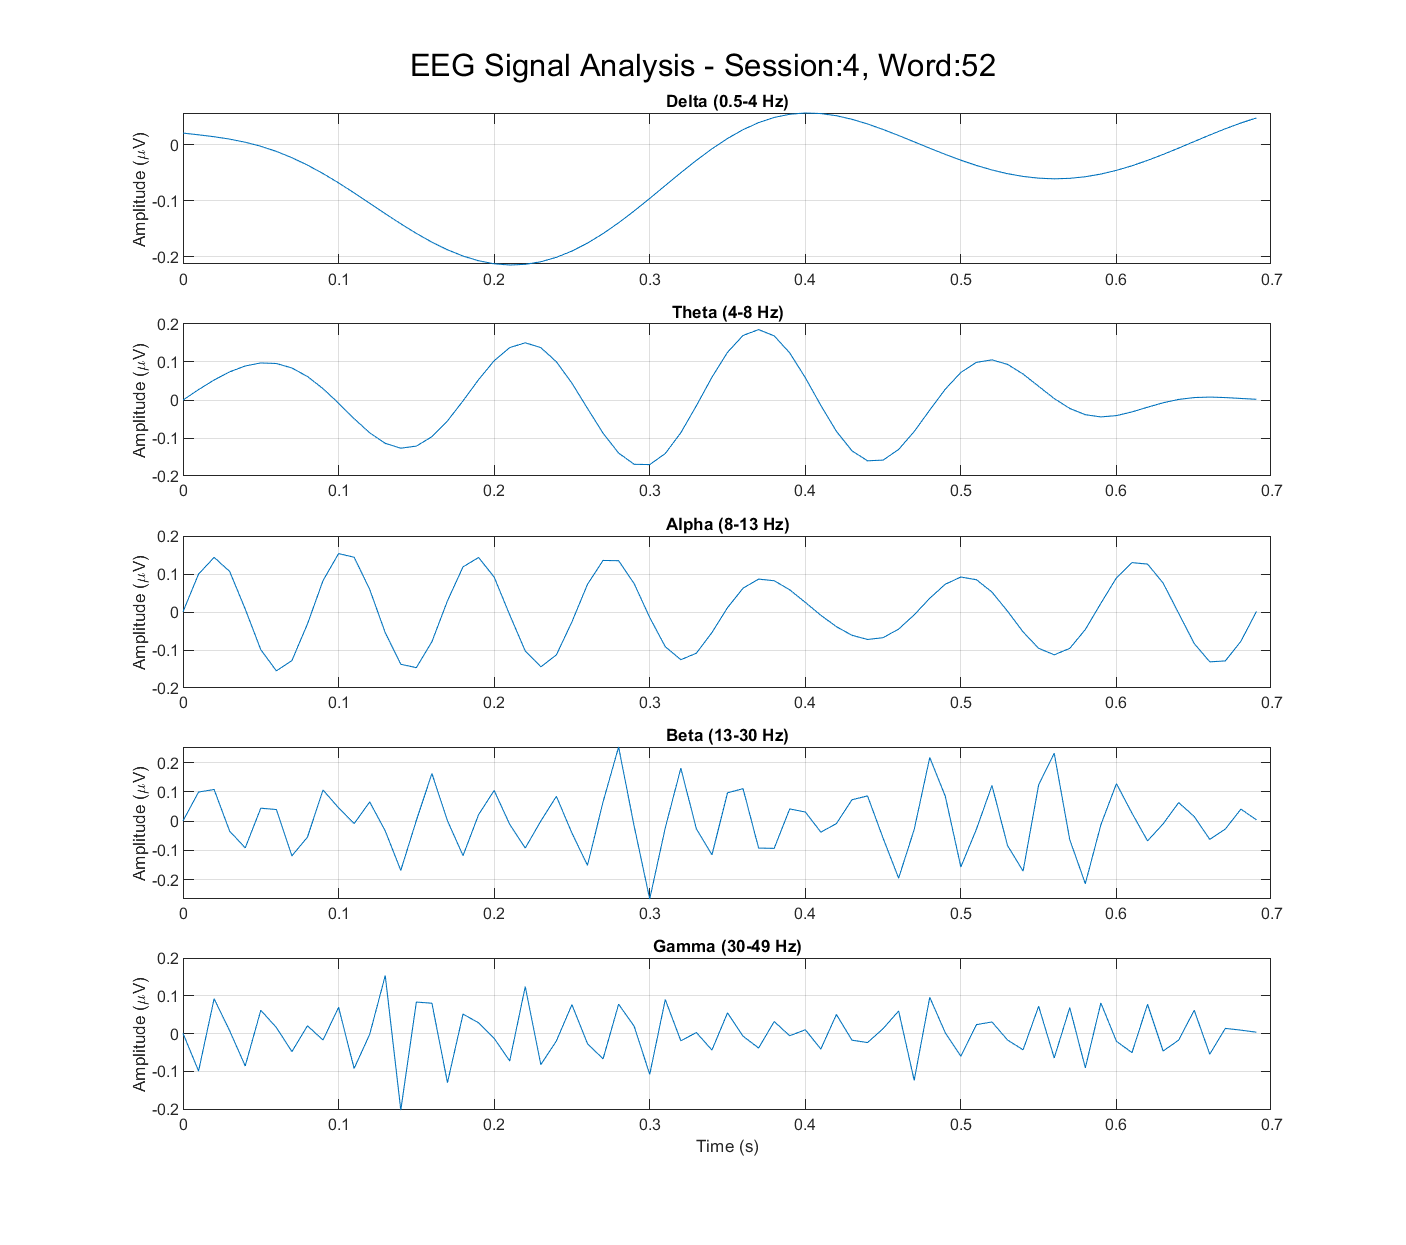 EEG Signal Analysis - Session:4, Word:52
Delta (0.5-4 Hz)
Amplitude (μV)
0
-0.1
-0.2
0 0.1 0.2 0.3 0.4 0.5 0.6 0.7
Theta (4-8 Hz)
Amplitude (μV)
0.2
0.1
0
-0.1
-0.2
0 0.1 0.2 0.3 0.4 0.5 0.6 0.7
Alpha (8-13 Hz)
Amplitude (μV)
0.2
0.1
0
-0.1
-0.2
0 0.1 0.2 0.3 0.4 0.5 0.6 0.7
Beta (13-30 Hz)
Amplitude (μV)
0.2
0.1
0
-0.1
-0.2
0 0.1 0.2 0.3 0.4 0.5 0.6 0.7
Gamma (30-49 Hz)
Amplitude (μV)
0.2
0.1
0
-0.1
-0.2
0 0.1 0.2 0.3 0.4 0.5 0.6 0.7
Time (s)